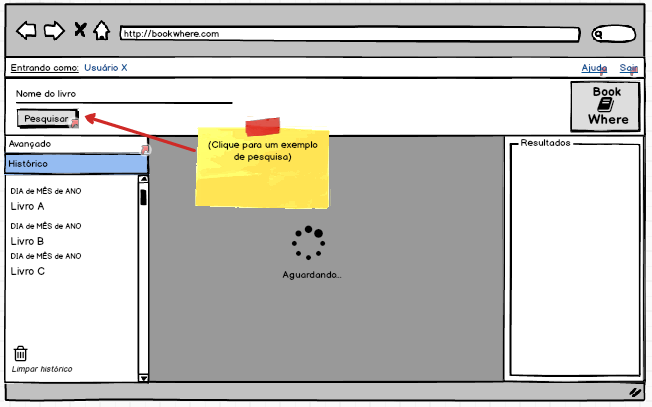 http://bookwhere.com
Entrando como: Usuário X
Ajuda Sair
Nome do livro
Pesquisar
Book
Where
(Clique para um exemplo
de pesquisa)
Avançado
Histórico
DIA de MÊS de ANO
Livro A
DIA de MÊS de ANO
Livro B
DIA de MÊS de ANO
Livro C
Limpar histórico
Aguardando...
Resultados